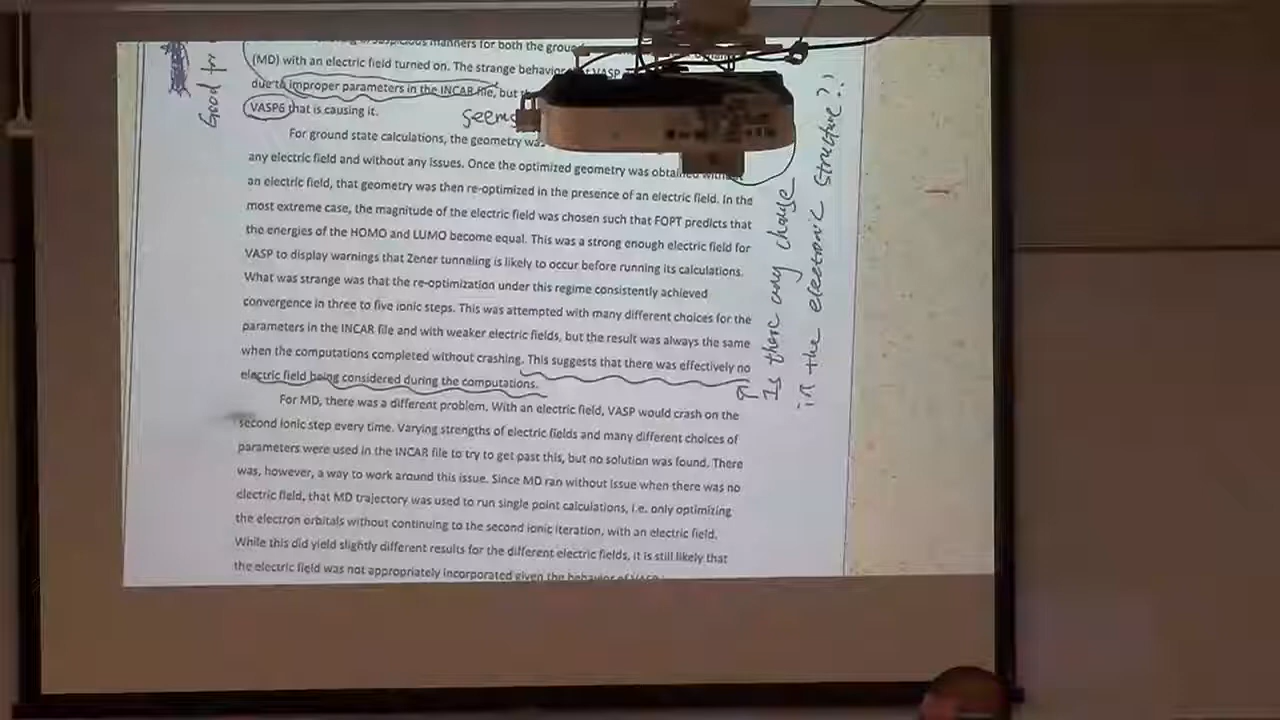 Good for
manners for both the
(MD) with an electric field turned on. The strange behavior VASP
due to improper parameters in the INCAR file, but
VASP6 that is causing it.
seems
For ground state calculations, the geometry was
any electric field and without any issues. Once the optimized geometry was obtained without
an electric field, that geometry was then re-optimized in the presence of an electric field. In the
most extreme case, the magnitude of the electric field was chosen such that FOPT predicts that
the energies of the HOMO and LUMO become equal. This was a strong enough electric field for
VASP to display warnings that Zener tunneling is likely to occur before running its calculations.
What was strange was that the re-optimization under this regime consistently achieved
convergence in three to five ionic steps. This was attempted with many different choices for the
parameters in the INCAR file and with weaker electric fields, but the result was always the same
when the computations completed without crashing. This suggests that there was effectively no
electric field being considered during the computations.
Is there any change
in the electronic structure?
For MD, there was a different problem. With an electric field, VASP would crash on the
second ionic step every time. Varying strengths of electric fields and many different choices of
parameters were used in the INCAR file to try to get past this, but no solution was found. There
was, however, a way to work around this issue. Since MD ran without issue when there was no
electric field, that MD trajectory was used to run single point calculations, i.e. only optimizing
the electron orbitals without continuing to the second ionic iteration, with an electric field.
While this did yield slightly different results for the different electric fields, it is still likely that
the electric field was not appropriately incorporated given the behavior of VASP